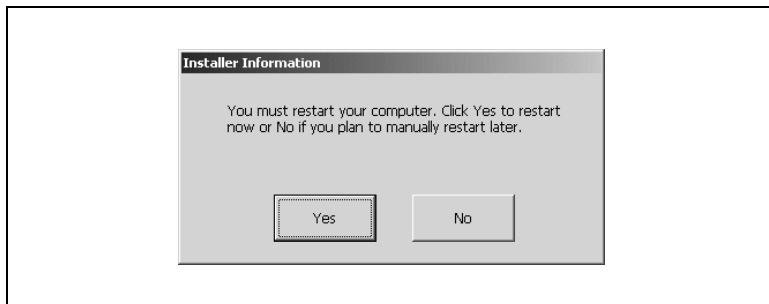 Installer Information
You must restart your computer. Click Yes to restart
now or No if you plan to manually restart later.
Yes
No